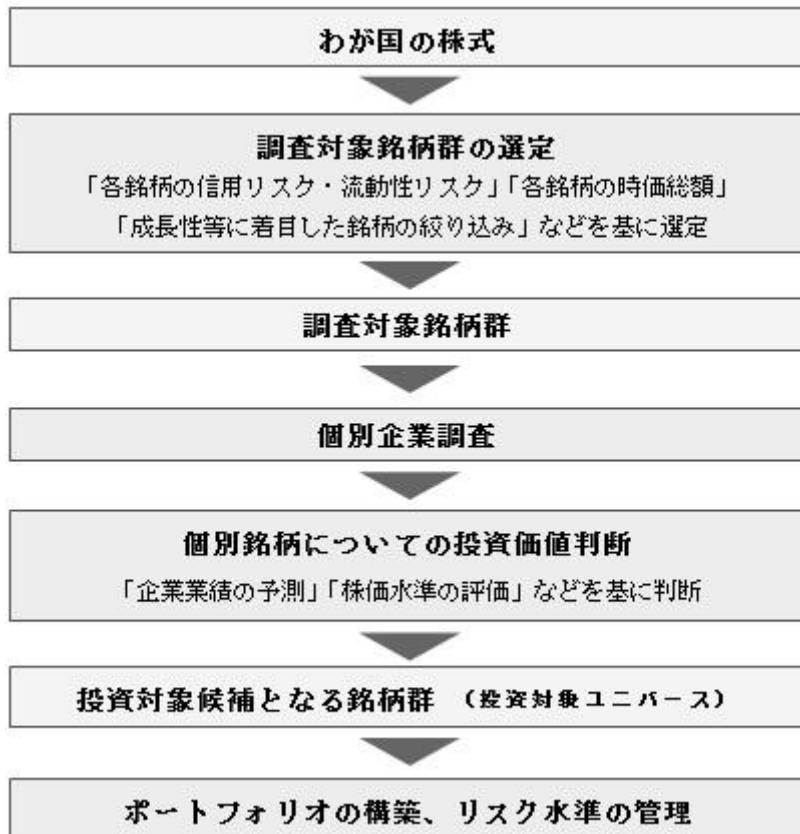 わが国の株式
調査対象銘柄群の選定
「各銘柄の信用リスク・流動性リスク」「各銘柄の時価総額」
「成長性等に着目した銘柄の絞り込み」などを基に選定
調査対象銘柄群
個別企業調査
個別銘柄についての投資価値判断
「企業業績の予測」「株価水準の評価」などを基に判断
投資対象候補となる銘柄群 （投資対象ユニバース）
ポートフォリオの構築、リスク水準の管理